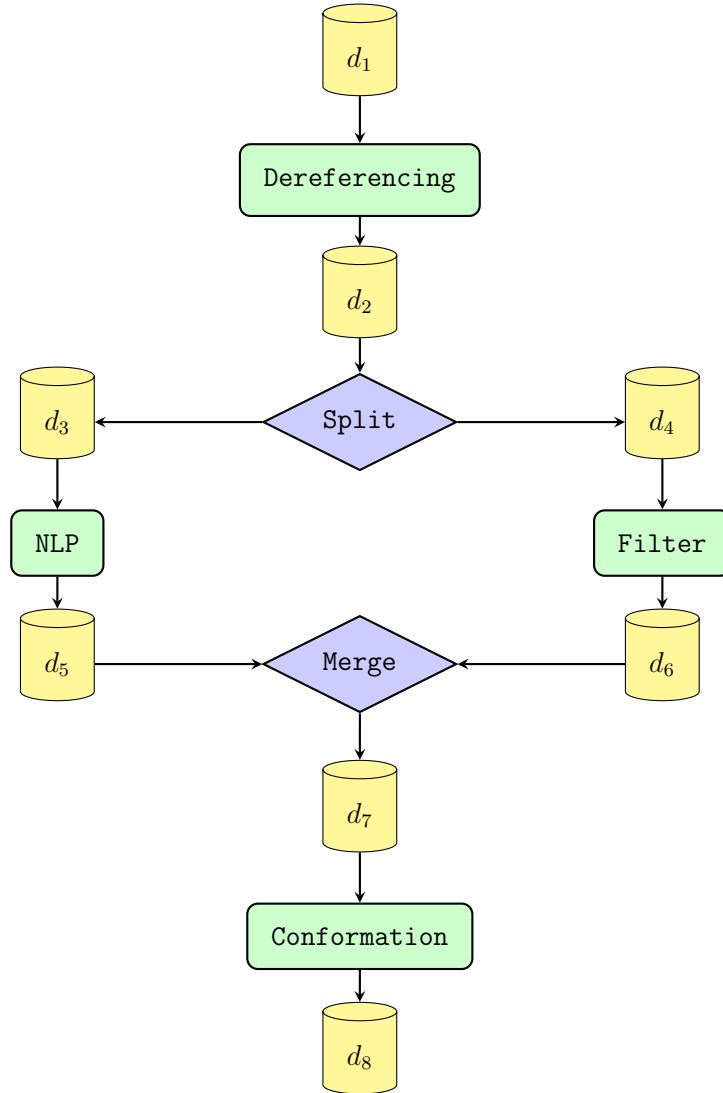 d₁
Dereferencing
d₂
d₃ Split d₄
NLP Filter
d₅ Merge d₆
d₇
Conformation
d₈